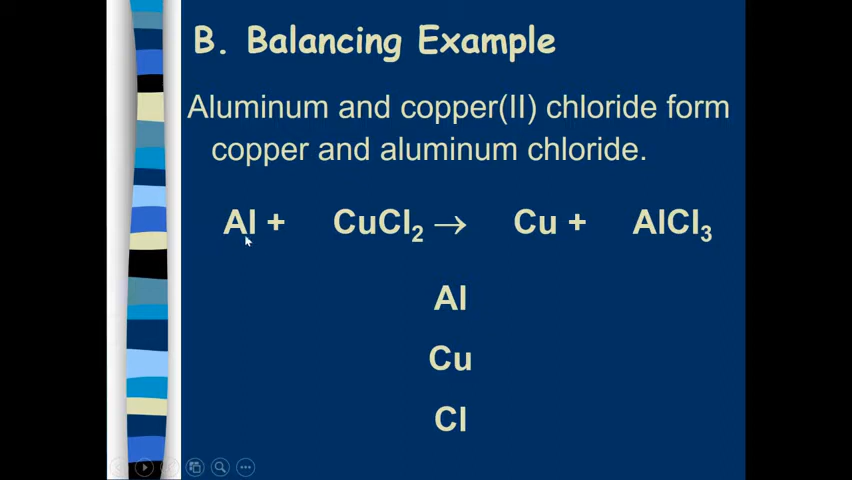 B. Balancing Example
Aluminum and copper(II) chloride form
copper and aluminum chloride.
Al + CuCl₂ → Cu + AlCl₃
Al
Cu
Cl